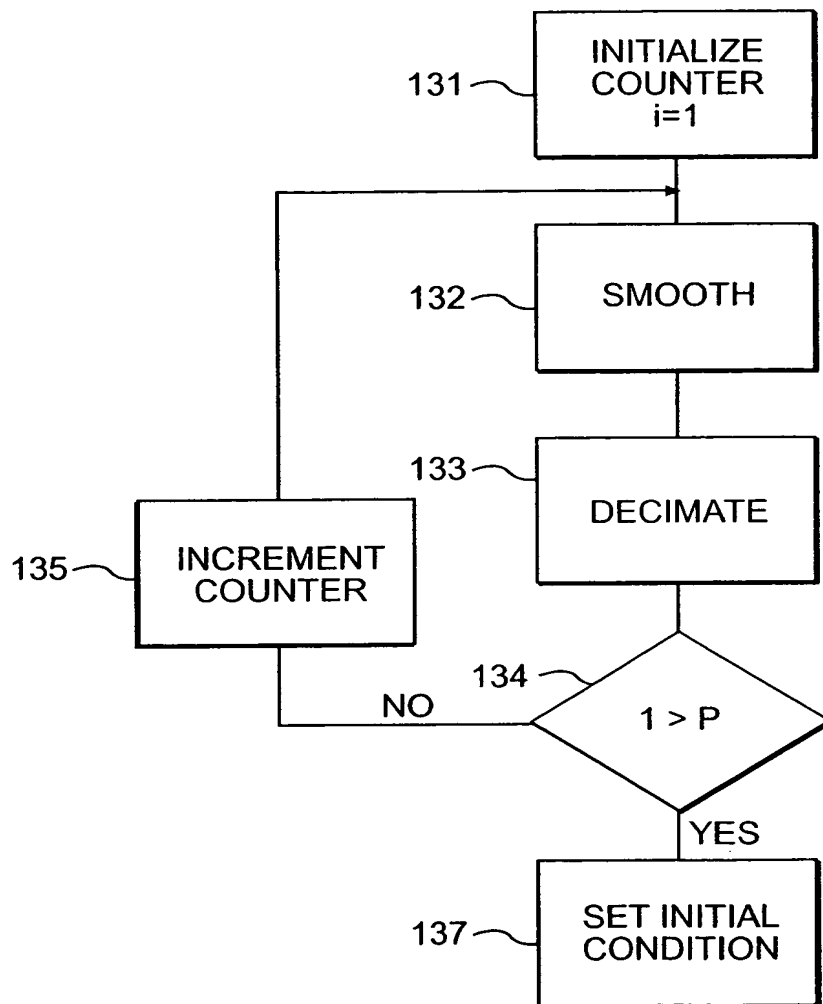 INITIALIZE
COUNTER
i=1
131
SMOOTH
132
DECIMATE
133
INCREMENT
COUNTER
135
134
1 > P
NO
YES
SET INITIAL
CONDITION
137